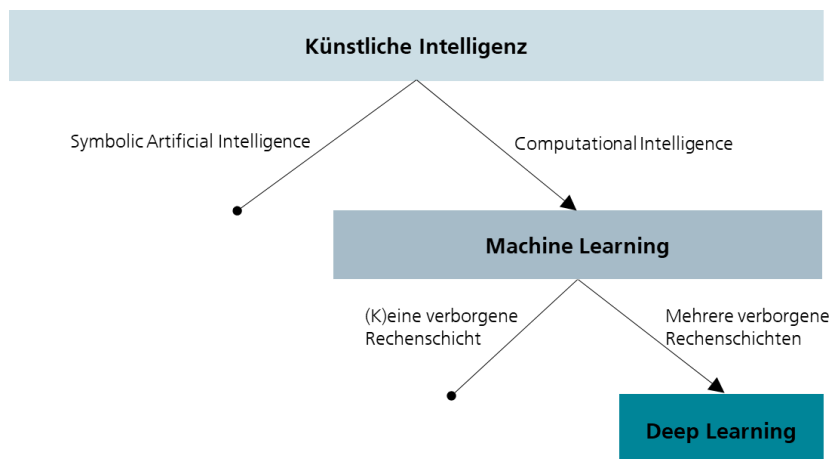 Künstliche Intelligenz
Symbolic Artificial Intelligence
Computational Intelligence
Machine Learning
(K)eine verborgene
Rechenschicht
Mehrere verborgene
Rechenschichten
Deep Learning